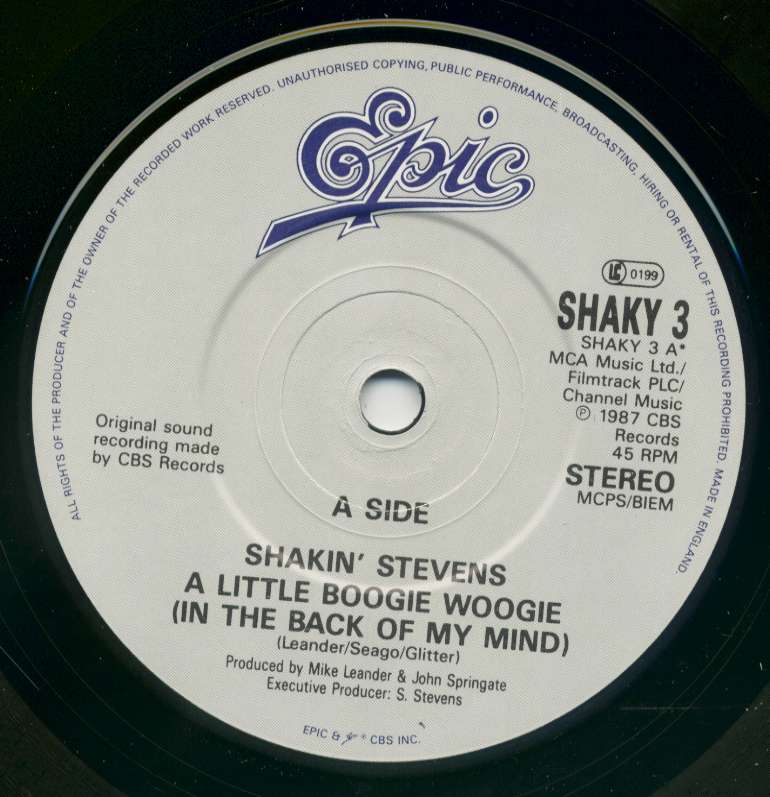 ALL RIGHTS OF THE PRODUCER AND OF THE OWNER OF THE RECORDED WORK RESERVED. UNAUTHORISED COPYING, PUBLIC PERFORMANCE, BROADCASTING, HIRING OR RENTAL OF THIS RECORDING PROHIBITED. MADE IN ENGLAND.
Epic
LC 0199
SHAKY 3
SHAKY 3 A*
MCA Music Ltd./
Filmtrack PLC/
Channel Music
℗ 1987 CBS
Records
45 RPM
STEREO
MCPS/BIEM
Original sound
recording made
by CBS Records
A SIDE
SHAKIN' STEVENS
A LITTLE BOOGIE WOOGIE
(IN THE BACK OF MY MIND)
(Leander/Seago/Glitter)
Produced by Mike Leander & John Springate
Executive Producer: S. Stevens
EPIC & * CBS INC.